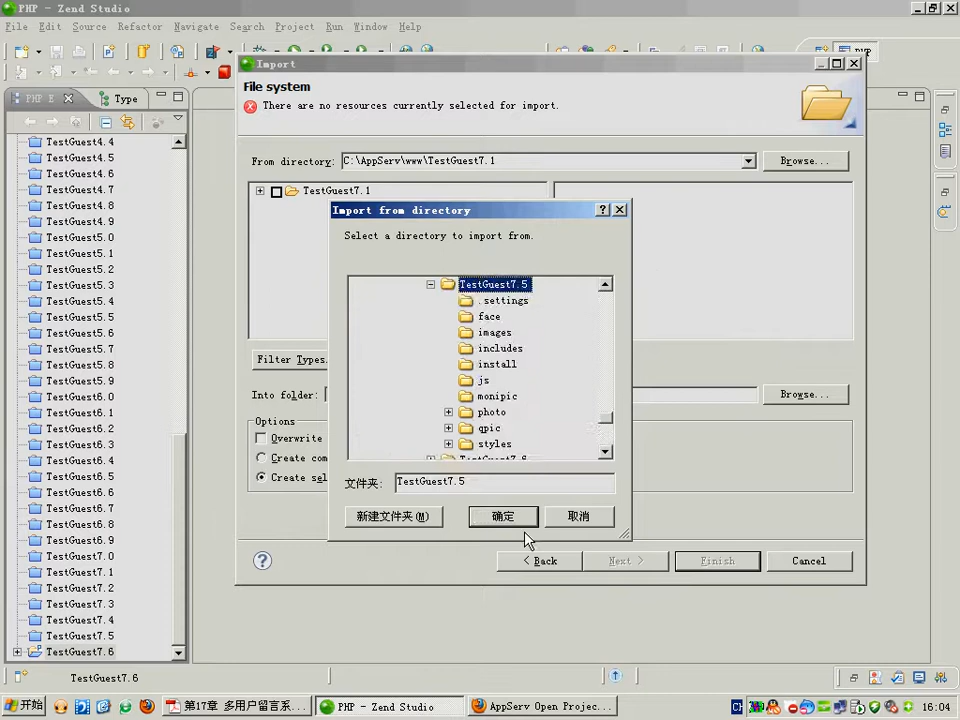 PHP - Zend Studio
File Edit Source Refactor Navigate Search Project Run Window Help
PHP
PHP E
Type
TestGuest4.4
TestGuest4.5
TestGuest4.6
TestGuest4.7
TestGuest4.8
TestGuest4.9
TestGuest5.0
TestGuest5.1
TestGuest5.2
TestGuest5.3
TestGuest5.4
TestGuest5.5
TestGuest5.6
TestGuest5.7
TestGuest5.8
TestGuest5.9
TestGuest6.0
TestGuest6.1
TestGuest6.2
TestGuest6.3
TestGuest6.4
TestGuest6.5
TestGuest6.6
TestGuest6.7
TestGuest6.8
TestGuest6.9
TestGuest7.0
TestGuest7.1
TestGuest7.2
TestGuest7.3
TestGuest7.4
TestGuest7.5
TestGuest7.6
Import
File system
There are no resources currently selected for import.
From directory: C:\AppServ\www\TestGuest7.1 Browse...
TestGuest7.1
Filter Types.
Into folder: Browse...
Options
Overwrite
Create com
Create sel
Import from directory
Select a directory to import from.
TestGuest7.5
.settings
face
images
includes
install
js
monipic
photo
qpic
styles
TestGuest7.6
文件夹: TestGuest7.5
新建文件夹(M) 确定 取消
< Back Next > Finish Cancel
TestGuest7.6
开始 第17章 多用户留言系... PHP - Zend Studio AppServ Open Projec... CH 16:04